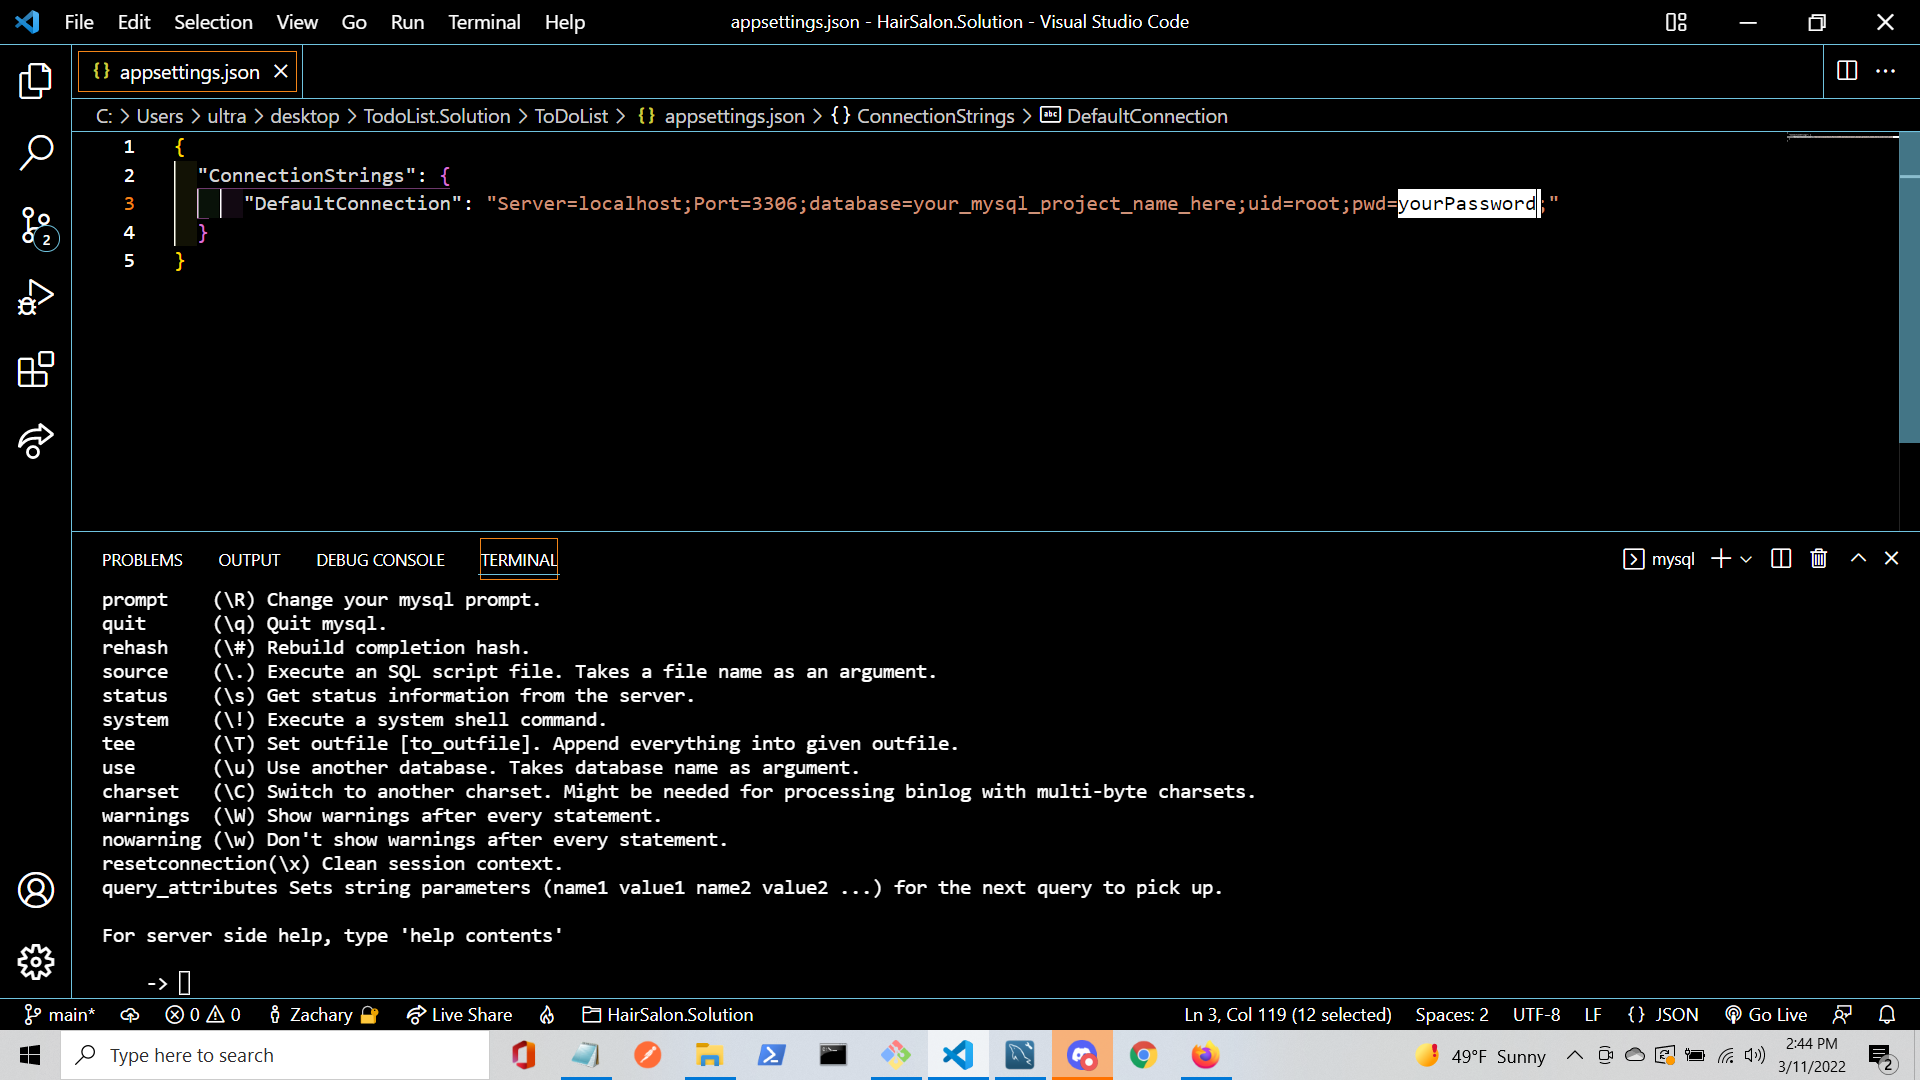 File Edit Selection View Go Run Terminal Help appsettings.json - HairSalon.Solution - Visual Studio Code
{} appsettings.json
C: > Users > ultra > desktop > TodoList.Solution > ToDoList > {} appsettings.json > {} ConnectionStrings > abc DefaultConnection
1 {
2 "ConnectionStrings": {
3 "DefaultConnection": "Server=localhost;Port=3306;database=your_mysql_project_name_here;uid=root;pwd=yourPassword;"
4 }
5 }
2
PROBLEMS OUTPUT DEBUG CONSOLE TERMINAL mysql
prompt (\R) Change your mysql prompt.
quit (\q) Quit mysql.
rehash (\#) Rebuild completion hash.
source (\.) Execute an SQL script file. Takes a file name as an argument.
status (\s) Get status information from the server.
system (\!) Execute a system shell command.
tee (\T) Set outfile [to_outfile]. Append everything into given outfile.
use (\u) Use another database. Takes database name as argument.
charset (\C) Switch to another charset. Might be needed for processing binlog with multi-byte charsets.
warnings (\W) Show warnings after every statement.
nowarning (\w) Don't show warnings after every statement.
resetconnection(\x) Clean session context.
query_attributes Sets string parameters (name1 value1 name2 value2 ...) for the next query to pick up.
For server side help, type 'help contents'
->
main* 0 0 Zachary Live Share HairSalon.Solution Ln 3, Col 119 (12 selected) Spaces: 2 UTF-8 LF {} JSON Go Live
Type here to search 49°F Sunny 2:44 PM
3/11/2022 2